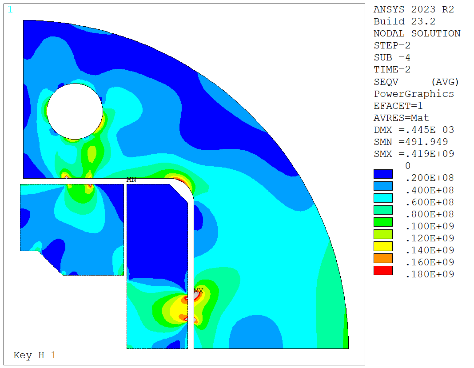 1
ANSYS 2023 R2
Build 23.2
NODAL SOLUTION
STEP=2
SUB =4
TIME=2
SEQV (AVG)
PowerGraphics
EFACET=1
AVRES=Mat
DMX =.445E 03
SMN =491.949
SMX =.419E+09
0
.200E+08
.400E+08
.600E+08
.800E+08
.100E+09
.120E+09
.140E+09
.160E+09
.180E+09
MN
MX
Key H 1